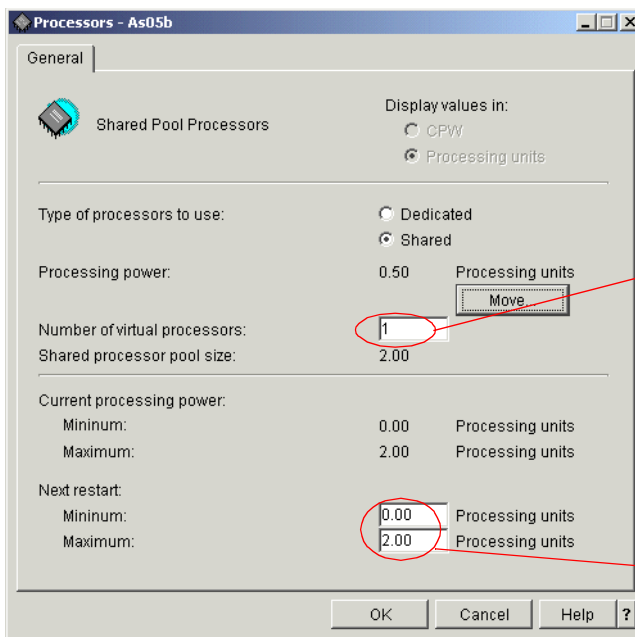 Processors - As05b
General
Shared Pool Processors
Display values in:
CPW
Processing units
Type of processors to use:
Dedicated
Shared
Processing power:
0.50 Processing units
Move...
Number of virtual processors:
1
Shared processor pool size:
2.00
Current processing power:
Mininum:
0.00 Processing units
Maximum:
2.00 Processing units
Next restart:
Mininum:
0.00 Processing units
Maximum:
2.00 Processing units
OK Cancel Help ?